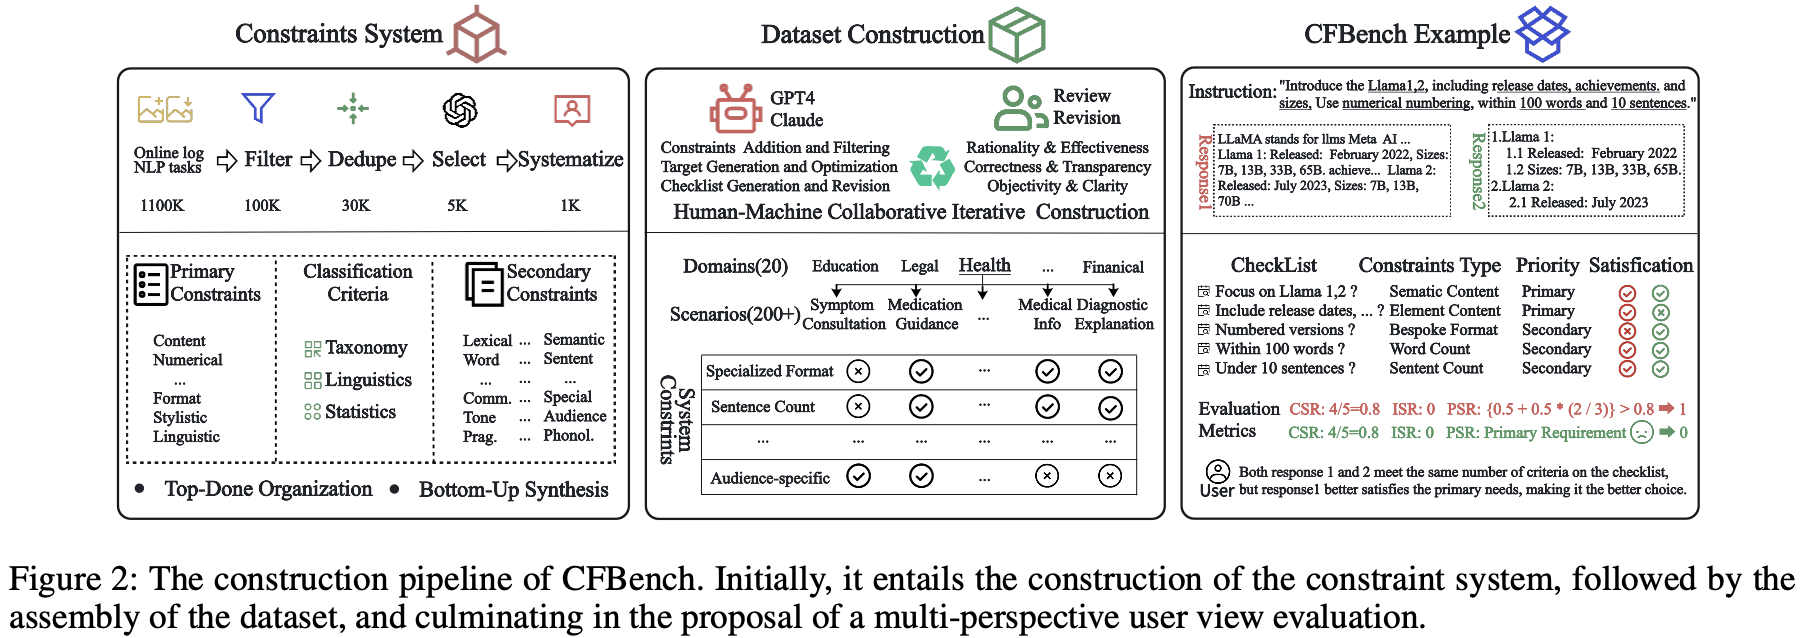 Constraints System
Online log
NLP tasks
Filter
Dedupe
Select
Systematize
1100K
100K
30K
5K
1K
Primary
Constraints
Content
Numerical
...
Format
Stylistic
Linguistic
Classification
Criteria
Taxonomy
Linguistics
Statistics
Secondary
Constraints
Lexical ... Semantic
Word ... Sentent
... ...
Comm. ... Special
Tone ... Audience
Prag. ... Phonol.
• Top-Done Organization • Bottom-Up Synthesis
Dataset Construction
GPT4
Claude
Review
Revision
Constraints Addition and Filtering
Target Generation and Optimization
Checklist Generation and Revision
Rationality & Effectiveness
Correctness & Transparency
Objectivity & Clarity
Human-Machine Collaborative Iterative Construction
Domains(20) Education Legal Health ... Finanical
Scenarios(200+)
Symptom
Consultation
Medication
Guidance
...
Medical
Info
Diagnostic
Explanation
System
Constraints
Specialized Format ...
Sentence Count ...
... ... ... ... ... ...
Audience-specific ...
CFBench Example
Instruction: "Introduce the Llama1,2, including release dates, achievements. and
sizes, Use numerical numbering, within 100 words and 10 sentences."
Response1
LLaMA stands for llms Meta AI ...
Llama 1: Released: February 2022, Sizes:
7B, 13B, 33B, 65B. achieve... Llama 2:
Released: July 2023, Sizes: 7B, 13B,
70B ...
Response2
1.Llama 1:
1.1 Released: February 2022
1.2 Sizes: 7B, 13B, 33B, 65B.
2.Llama 2:
2.1 Released: July 2023
CheckList Constraints Type Priority Satisfication
Focus on Llama 1,2 ? Sematic Content Primary
Include release dates, ... ? Element Content Primary
Numbered versions ? Bespoke Format Secondary
Within 100 words ? Word Count Secondary
Under 10 sentences ? Sentent Count Secondary
Evaluation
Metrics
CSR: 4/5=0.8 ISR: 0 PSR: {0.5 + 0.5 * (2 / 3)} > 0.8 ➡ 1
CSR: 4/5=0.8 ISR: 0 PSR: Primary Requirement ➡ 0
User
Both response 1 and 2 meet the same number of criteria on the checklist,
but response1 better satisfies the primary needs, making it the better choice.
Figure 2: The construction pipeline of CFBench. Initially, it entails the construction of the constraint system, followed by the
assembly of the dataset, and culminating in the proposal of a multi-perspective user view evaluation.